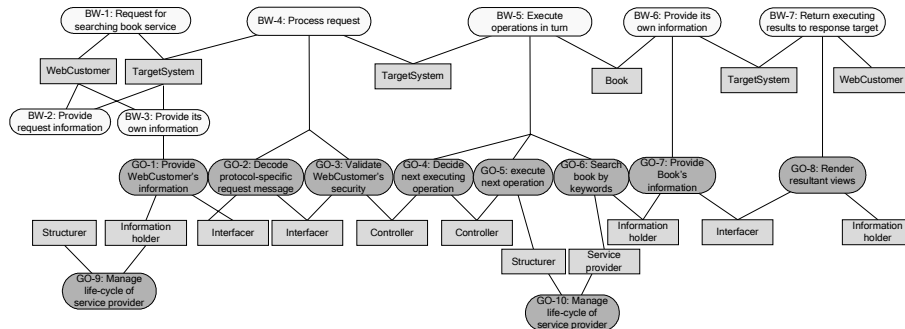 BW-1: Request for
searching book service
BW-4: Process request
BW-5: Execute
operations in turn
BW-6: Provide its
own information
BW-7: Return executing
results to response target
WebCustomer
TargetSystem
TargetSystem
Book
TargetSystem
WebCustomer
BW-2: Provide
request information
BW-3: Provide its
own information
GO-1: Provide
WebCustomer's
information
GO-2: Decode
protocol-specific
request message
GO-3: Validate
WebCustomer's
security
GO-4: Decide
next executing
operation
GO-5: execute
next operation
GO-6: Search
book by
keywords
GO-7: Provide
Book's
information
GO-8: Render
resultant views
Structurer
Information
holder
Interfacer
Interfacer
Controller
Controller
Information
holder
Interfacer
Information
holder
Structurer
Service
provider
GO-9: Manage
life-cycle of
service provider
GO-10: Manage
life-cycle of
service provider